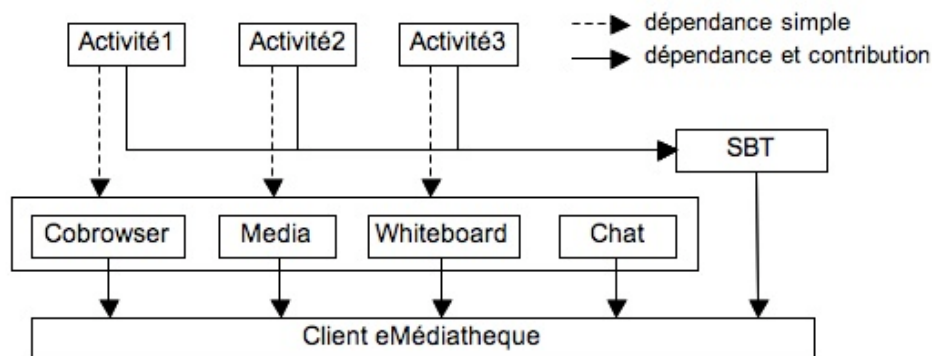 Activité1
Activité2
Activité3
dépendance simple
dépendance et contribution
SBT
Cobrowser
Media
Whiteboard
Chat
Client eMédiatheque